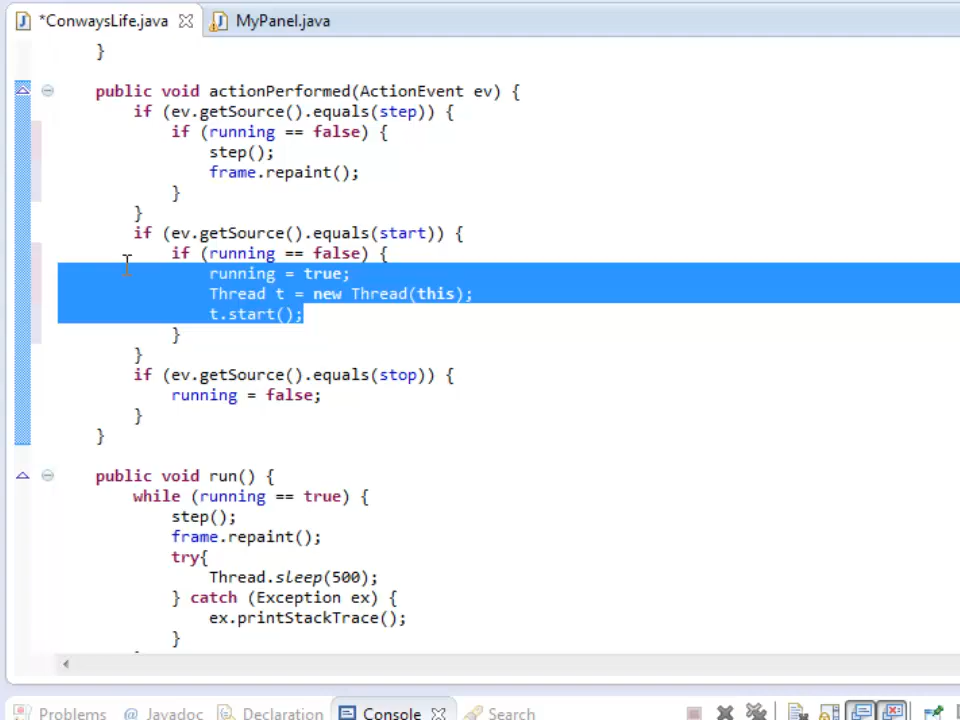 *ConwaysLife.java MyPanel.java
}
public void actionPerformed(ActionEvent ev) {
if (ev.getSource().equals(step)) {
if (running == false) {
step();
frame.repaint();
}
}
if (ev.getSource().equals(start)) {
if (running == false) {
running = true;
Thread t = new Thread(this);
t.start();
}
}
if (ev.getSource().equals(stop)) {
running = false;
}
}
public void run() {
while (running == true) {
step();
frame.repaint();
try{
Thread.sleep(500);
} catch (Exception ex) {
ex.printStackTrace();
}
Problems @ Javadoc Declaration Console Search